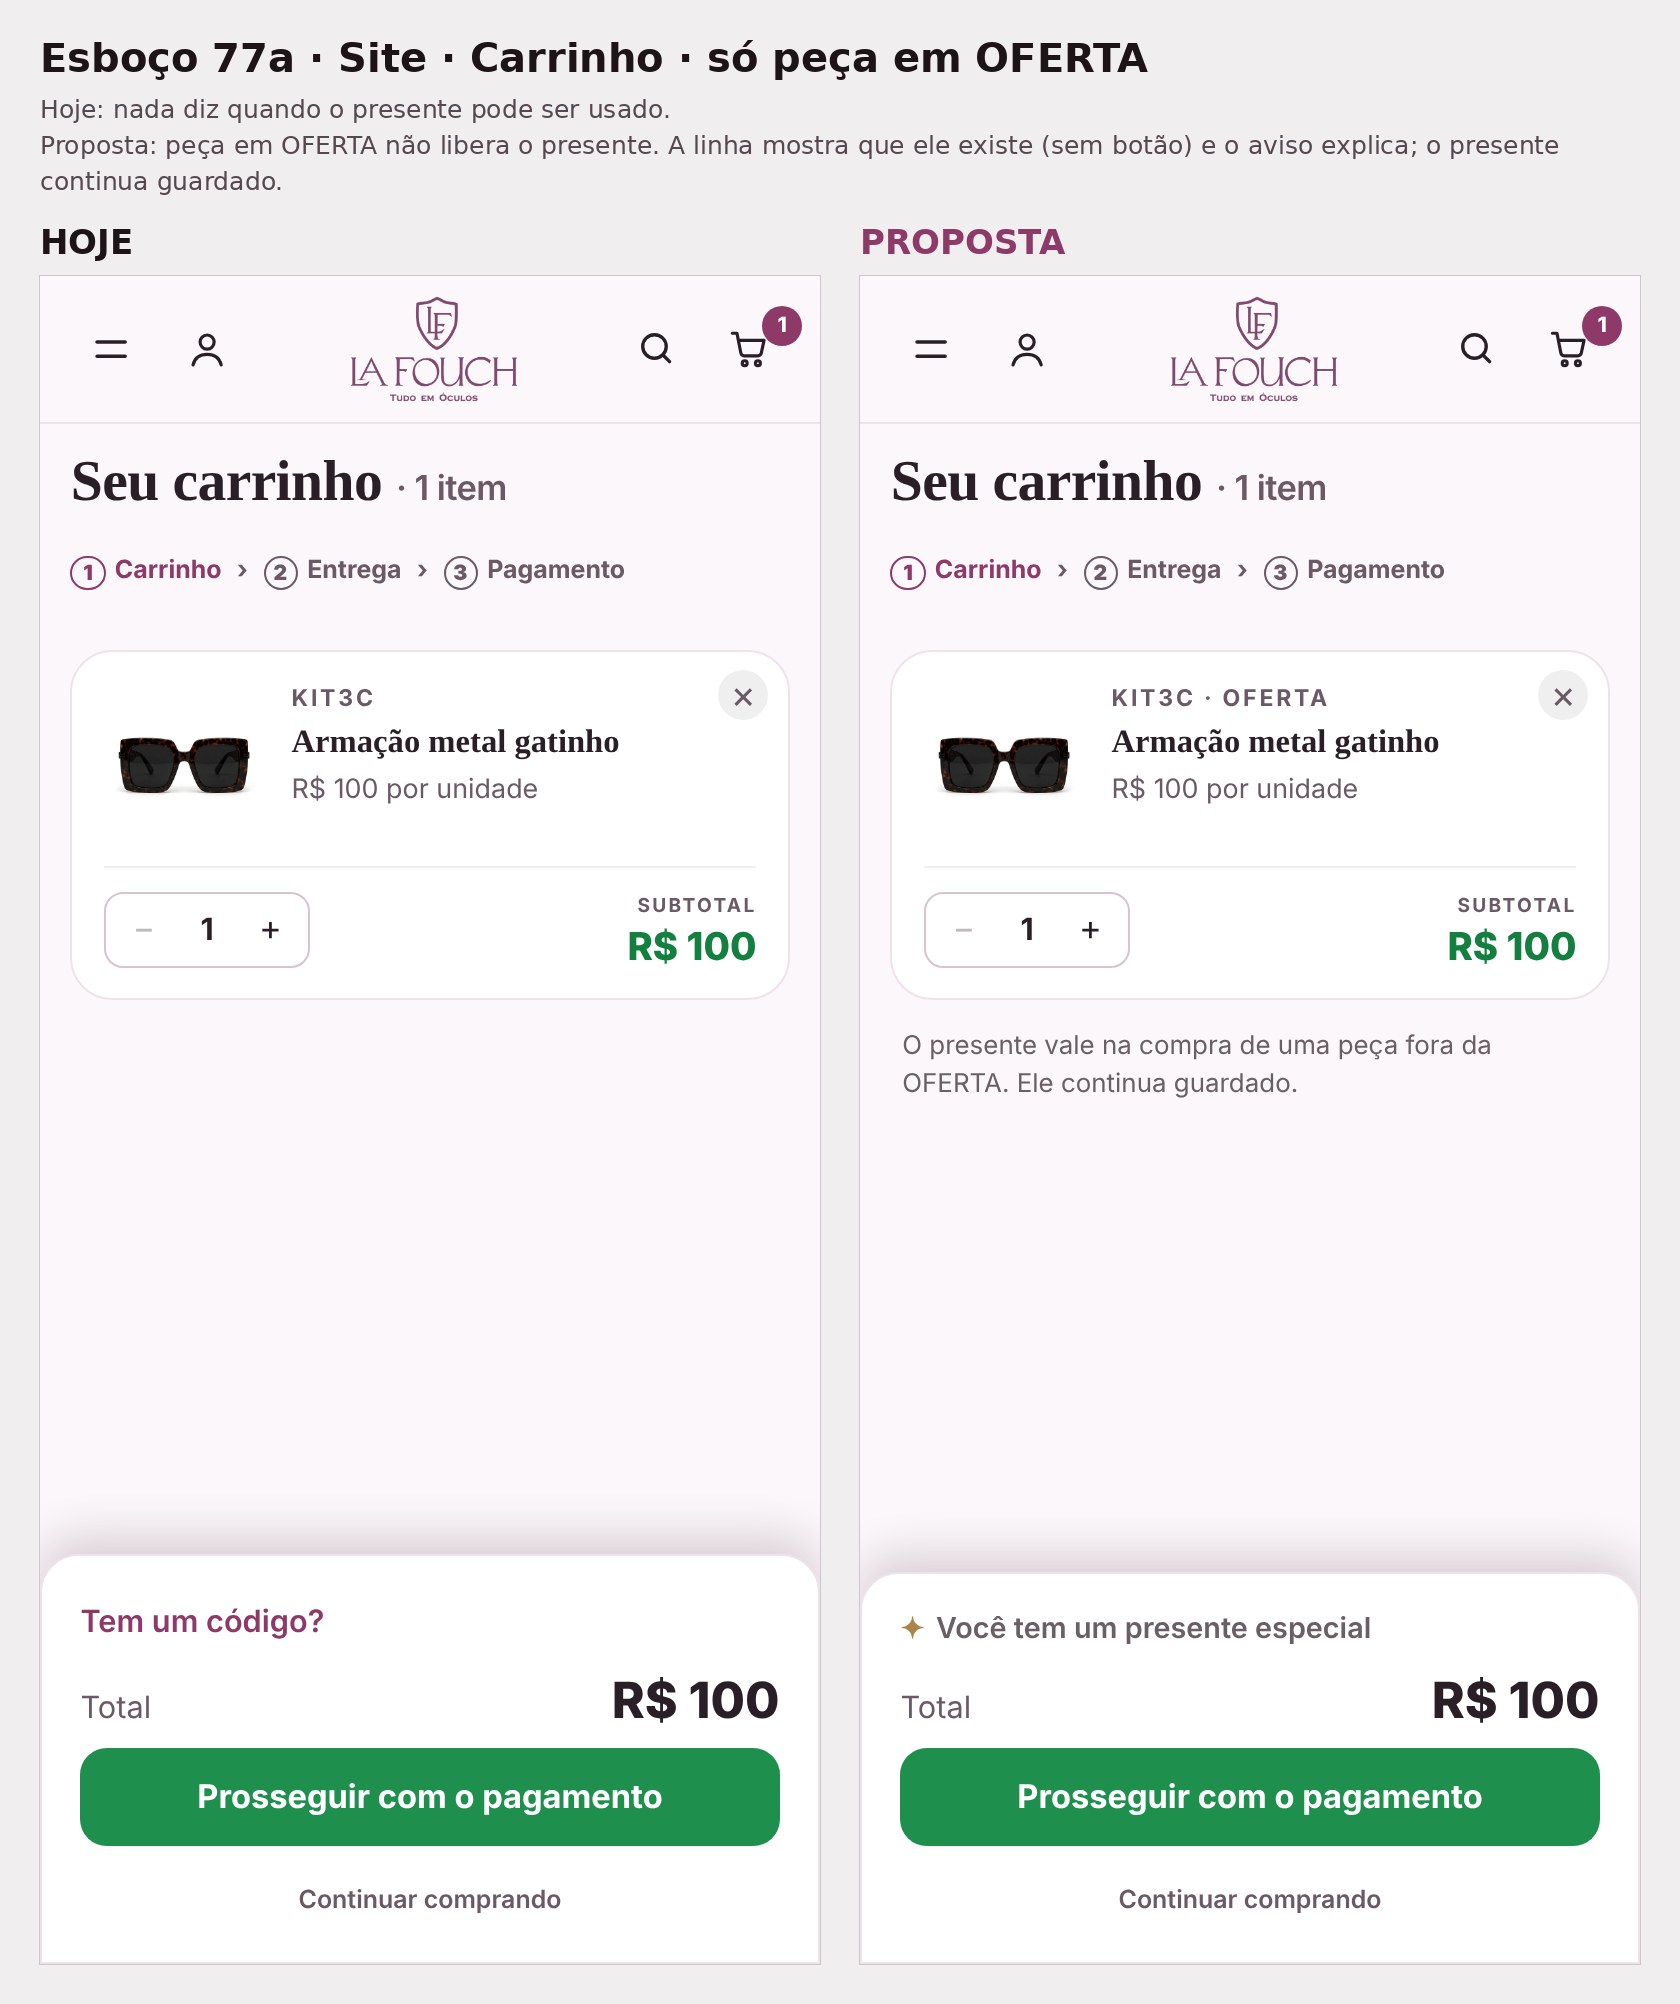 Esboço 77a · Site · Carrinho · só peça em OFERTA
Hoje: nada diz quando o presente pode ser usado.
Proposta: peça em OFERTA não libera o presente. A linha mostra que ele existe (sem botão) e o aviso explica; o presente
continua guardado.
HOJE
LF
LA FOUCH
Tudo em Óculos
1
Seu carrinho · 1 item
1 Carrinho › 2 Entrega › 3 Pagamento
KIT3C
×
Armação metal gatinho
R$ 100 por unidade
− 1 +
SUBTOTAL
R$ 100
Tem um código?
Total R$ 100
Prosseguir com o pagamento
Continuar comprando
PROPOSTA
LF
LA FOUCH
Tudo em Óculos
1
Seu carrinho · 1 item
1 Carrinho › 2 Entrega › 3 Pagamento
KIT3C · OFERTA
×
Armação metal gatinho
R$ 100 por unidade
− 1 +
SUBTOTAL
R$ 100
O presente vale na compra de uma peça fora da
OFERTA. Ele continua guardado.
✦ Você tem um presente especial
Total R$ 100
Prosseguir com o pagamento
Continuar comprando